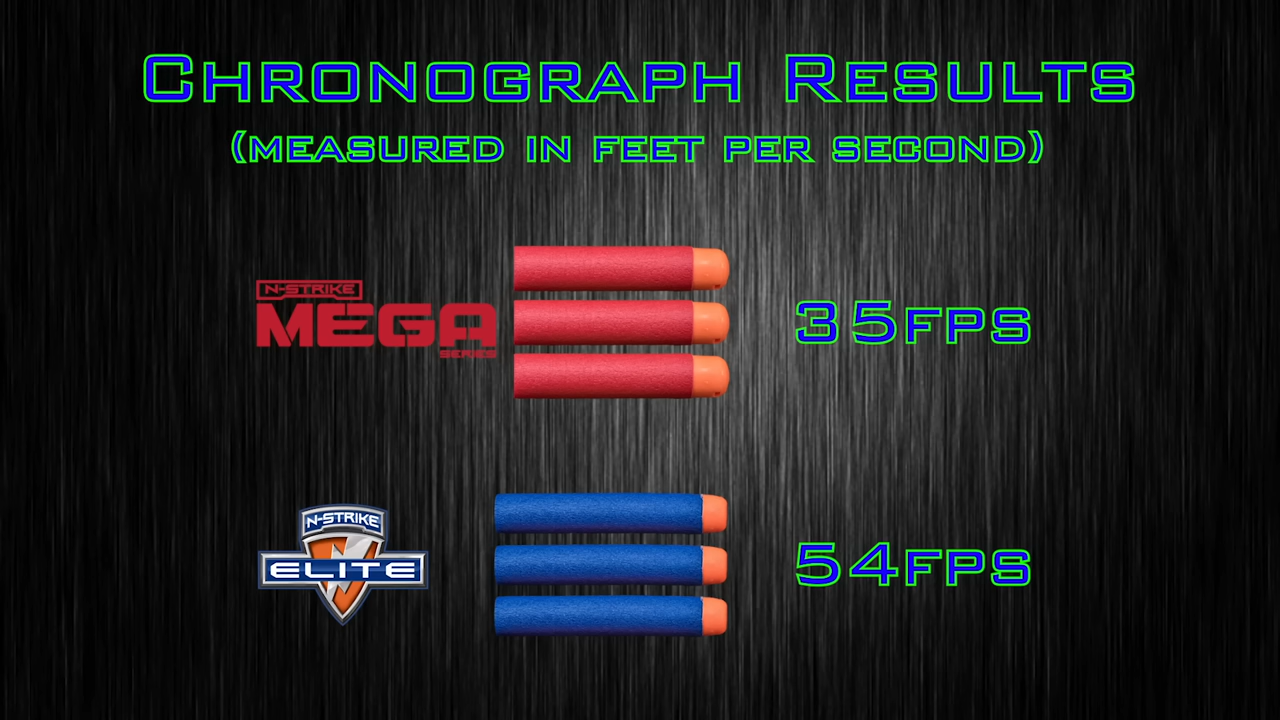 Chronograph Results
(measured in feet per second)
N-STRIKE
MEGA
SERIES
35fps
N-STRIKE
ELITE
54fps